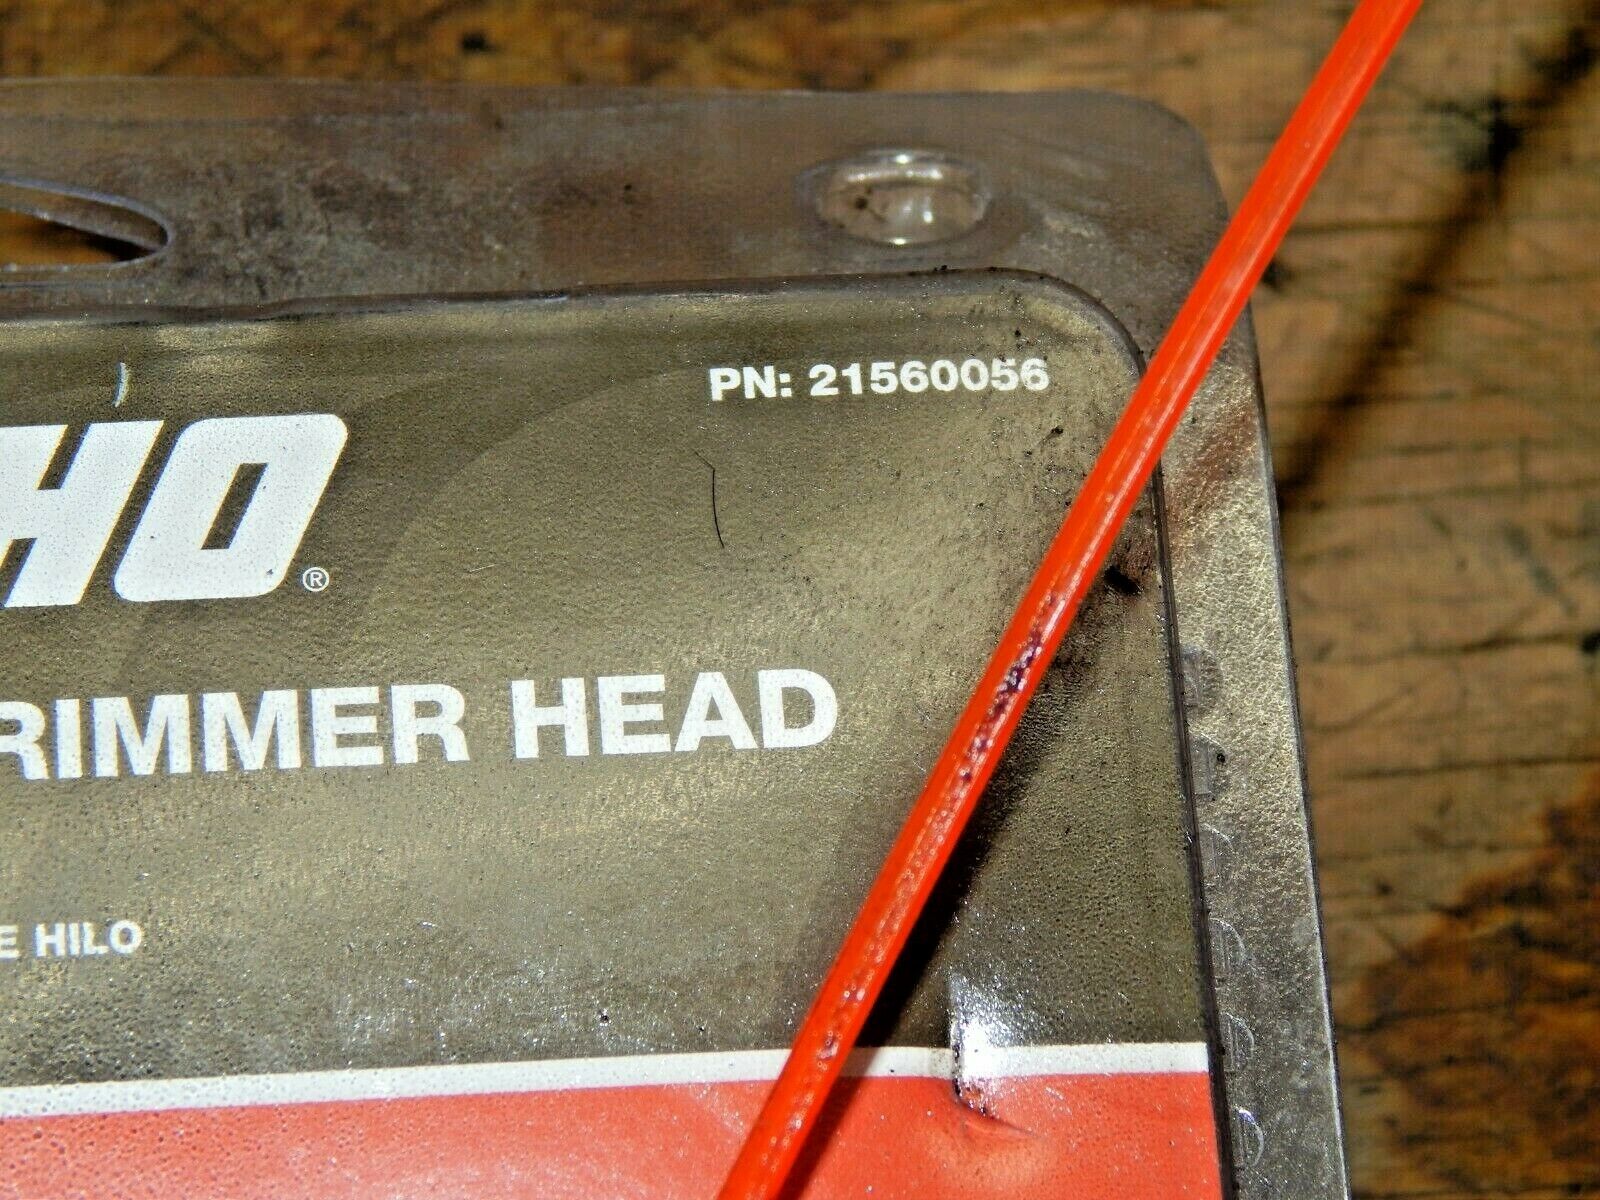 PN: 21560056
HO®
RIMMER HEAD
E HILO